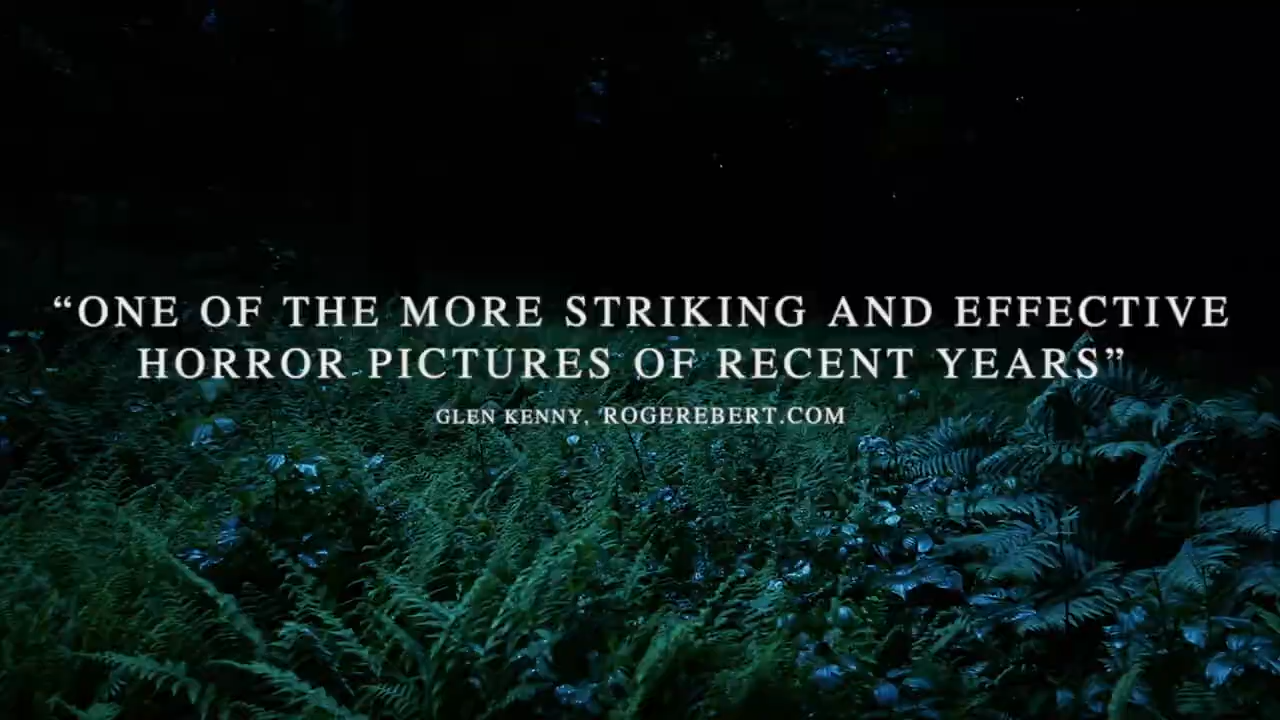 “ONE OF THE MORE STRIKING AND EFFECTIVE
HORROR PICTURES OF RECENT YEARS”
GLEN KENNY, ROGEREBERT.COM